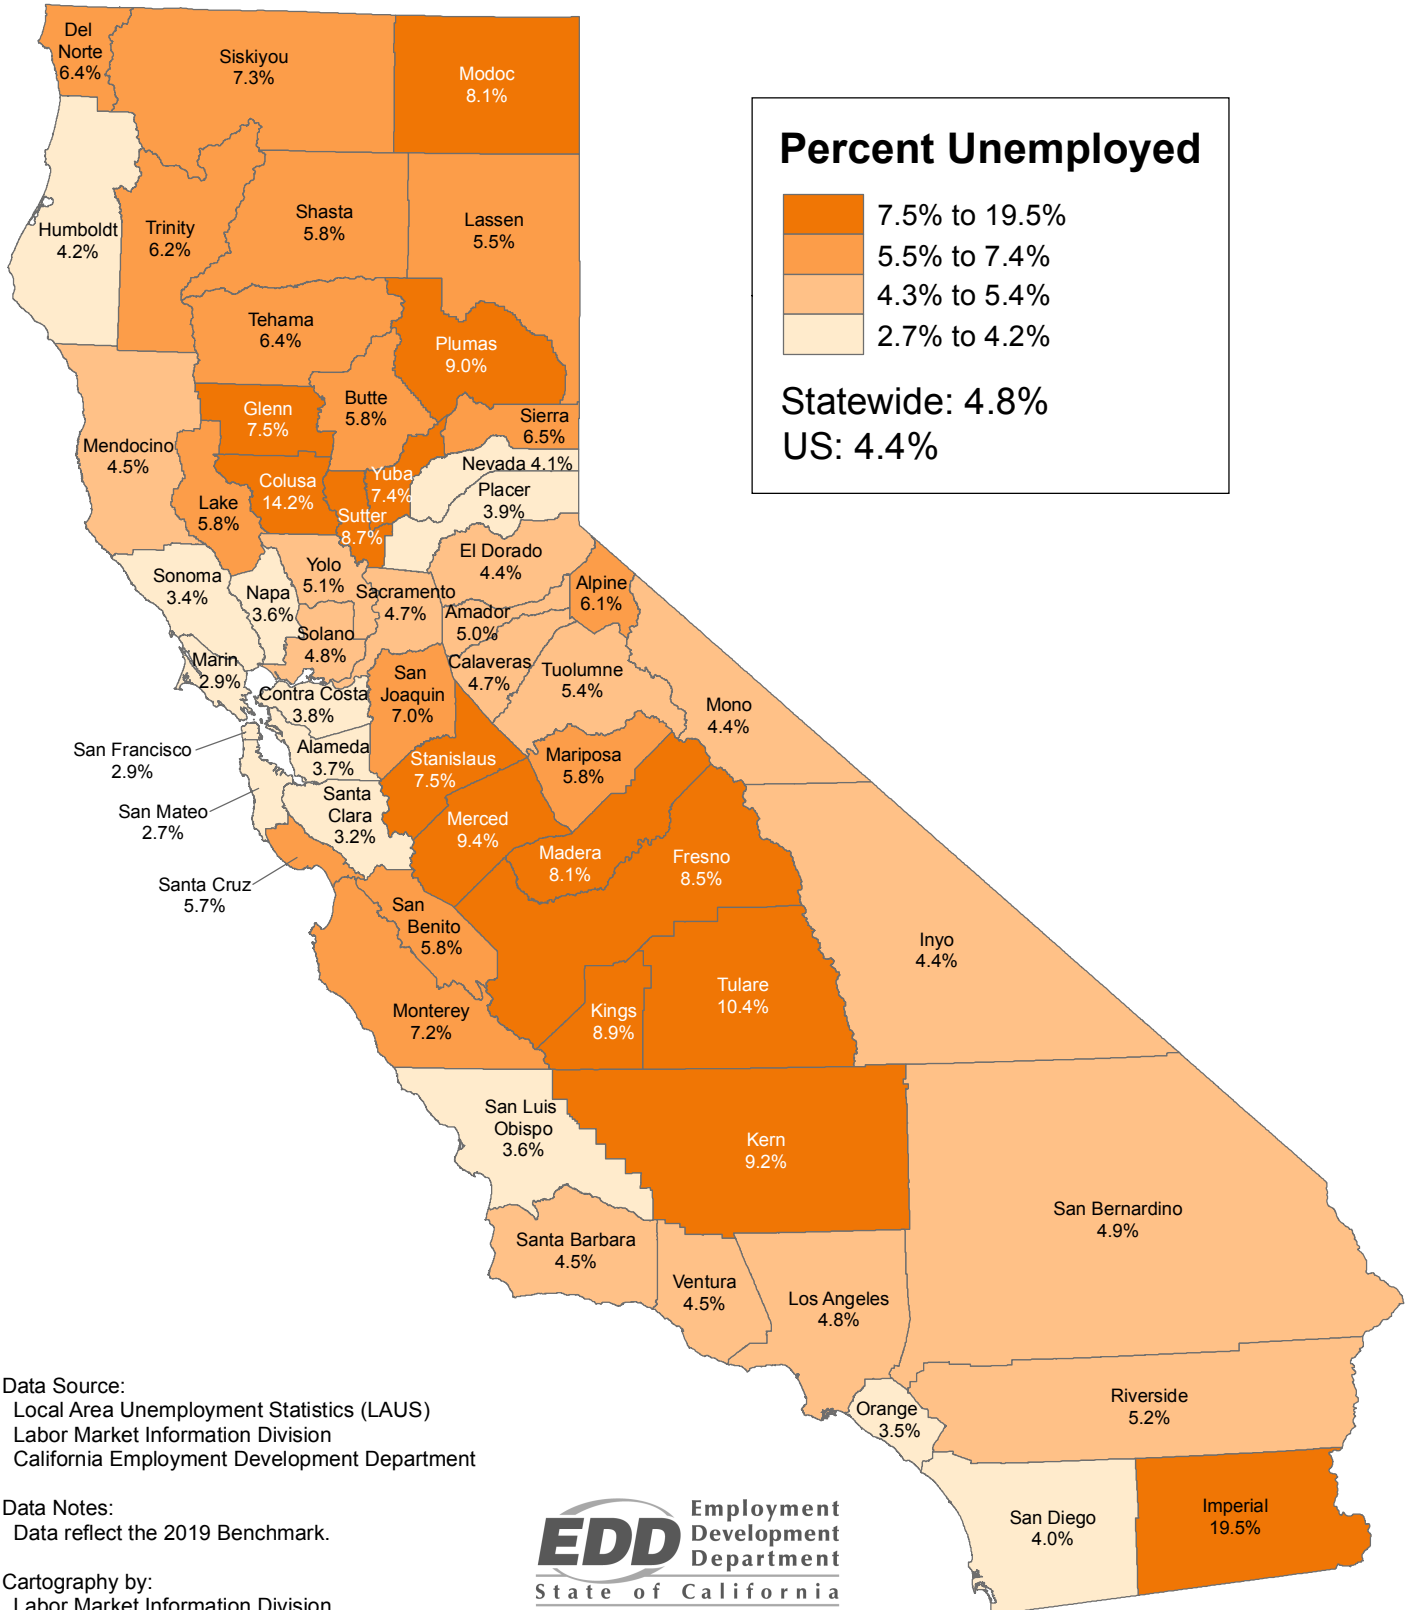 Del
Norte
6.4%
Siskiyou
7.3%
Modoc
8.1%
Percent Unemployed
7.5% to 19.5%
5.5% to 7.4%
4.3% to 5.4%
2.7% to 4.2%
Statewide: 4.8%
US: 4.4%
Humboldt
4.2%
Trinity
6.2%
Shasta
5.8%
Lassen
5.5%
Tehama
6.4%
Plumas
9.0%
Glenn
7.5%
Butte
5.8%
Sierra
6.5%
Mendocino
4.5%
Nevada 4.1%
Colusa
14.2%
Yuba
7.4%
Placer
3.9%
Lake
5.8%
Sutter
8.7%
El Dorado
4.4%
Sonoma
3.4%
Yolo
5.1%
Napa
3.6%
Sacramento
4.7%
Alpine
6.1%
Amador
5.0%
Solano
4.8%
Marin
2.9%
Calaveras
4.7%
Tuolumne
5.4%
San
Joaquin
7.0%
Contra Costa
3.8%
Mono
4.4%
San Francisco
2.9%
Alameda
3.7%
Stanislaus
7.5%
Mariposa
5.8%
San Mateo
2.7%
Santa
Clara
3.2%
Merced
9.4%
Madera
8.1%
Fresno
8.5%
Santa Cruz
5.7%
San
Benito
5.8%
Inyo
4.4%
Tulare
10.4%
Monterey
7.2%
Kings
8.9%
San Luis
Obispo
3.6%
Kern
9.2%
San Bernardino
4.9%
Santa Barbara
4.5%
Ventura
4.5%
Los Angeles
4.8%
Riverside
5.2%
Orange
3.5%
San Diego
4.0%
Imperial
19.5%
Data Source:
Local Area Unemployment Statistics (LAUS)
Labor Market Information Division
California Employment Development Department
Data Notes:
Data reflect the 2019 Benchmark.
Cartography by:
Labor Market Information Division
EDD
Employment
Development
Department
State of California